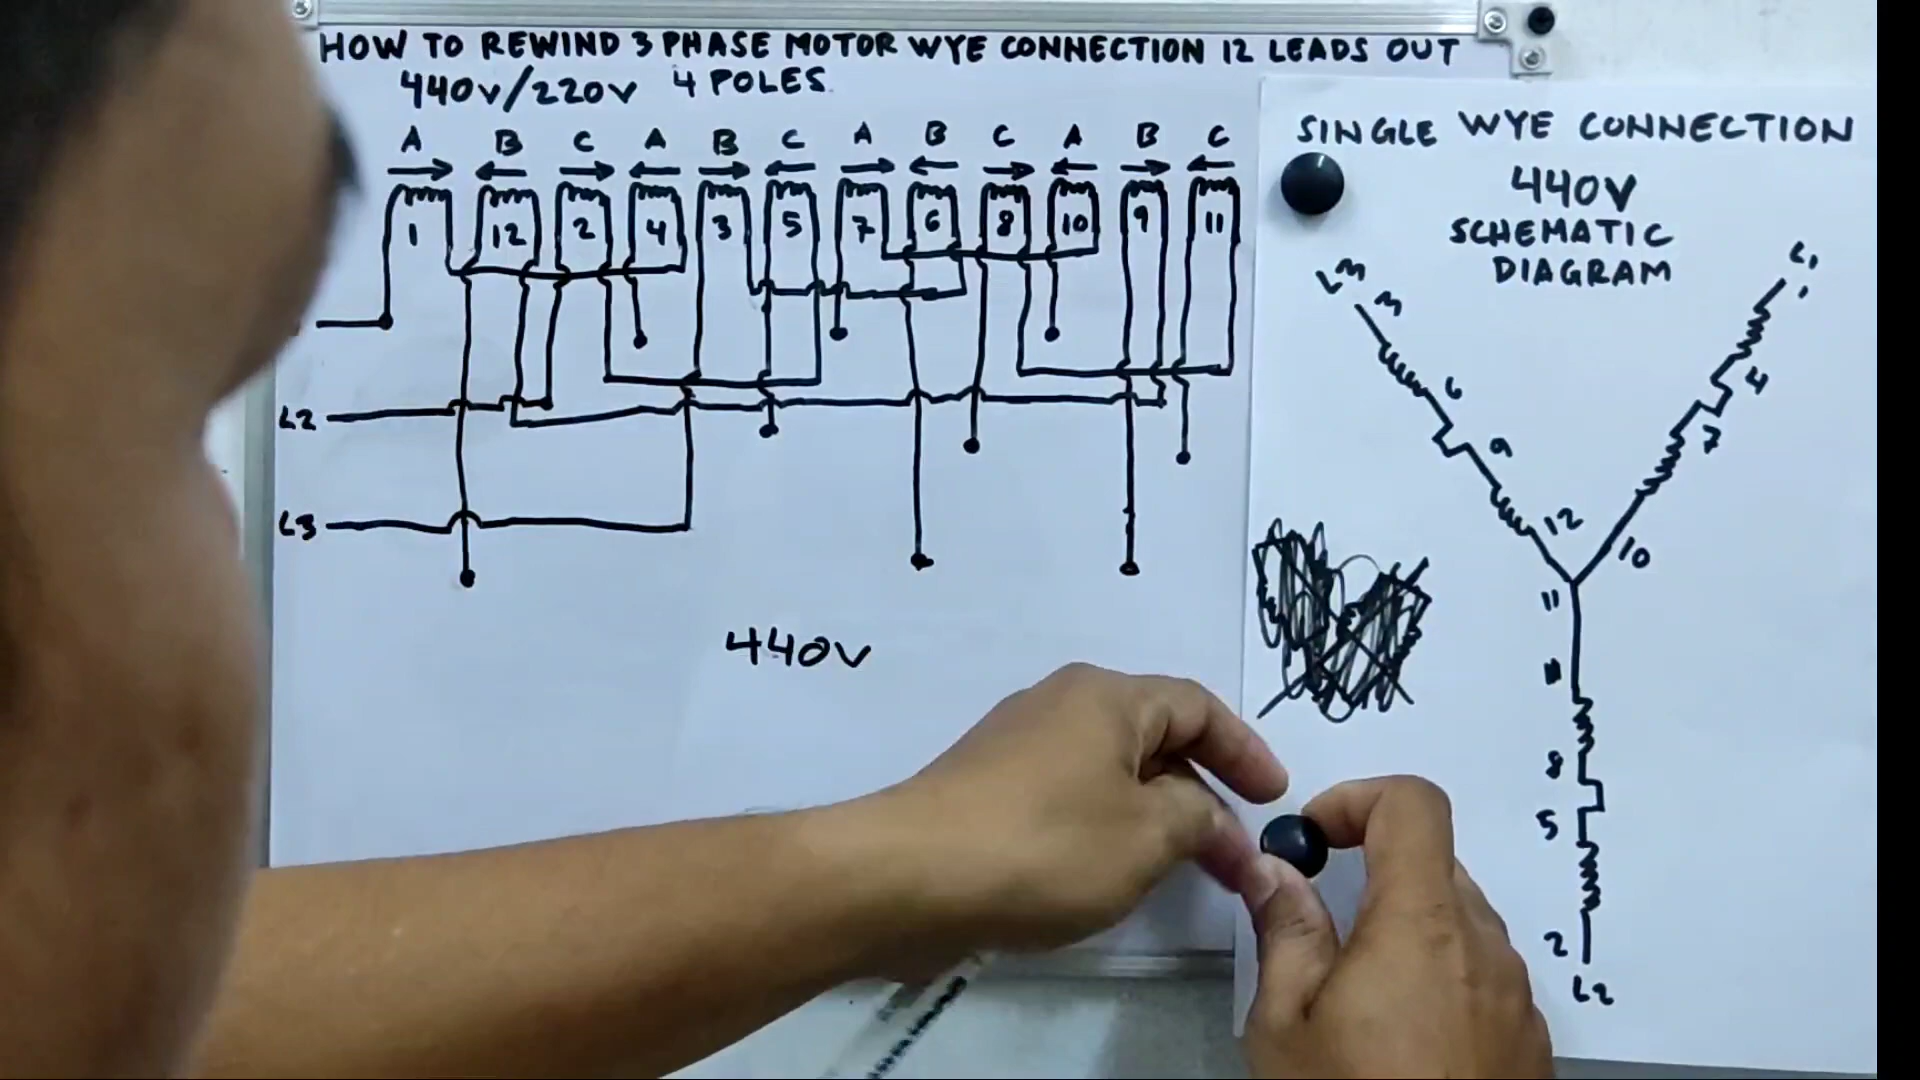 HOW TO REWIND 3 PHASE MOTOR WYE CONNECTION 12 LEADS OUT
440V/220V 4 POLES
A B C A B C A B C A B C
1 12 2 4 3 5 7 6 8 10 9 11
L2
L3
440V
SINGLE WYE CONNECTION
440V
SCHEMATIC
DIAGRAM
L3 L1
3 1
6 4
9 7
12 10
11
8
5
2
L2